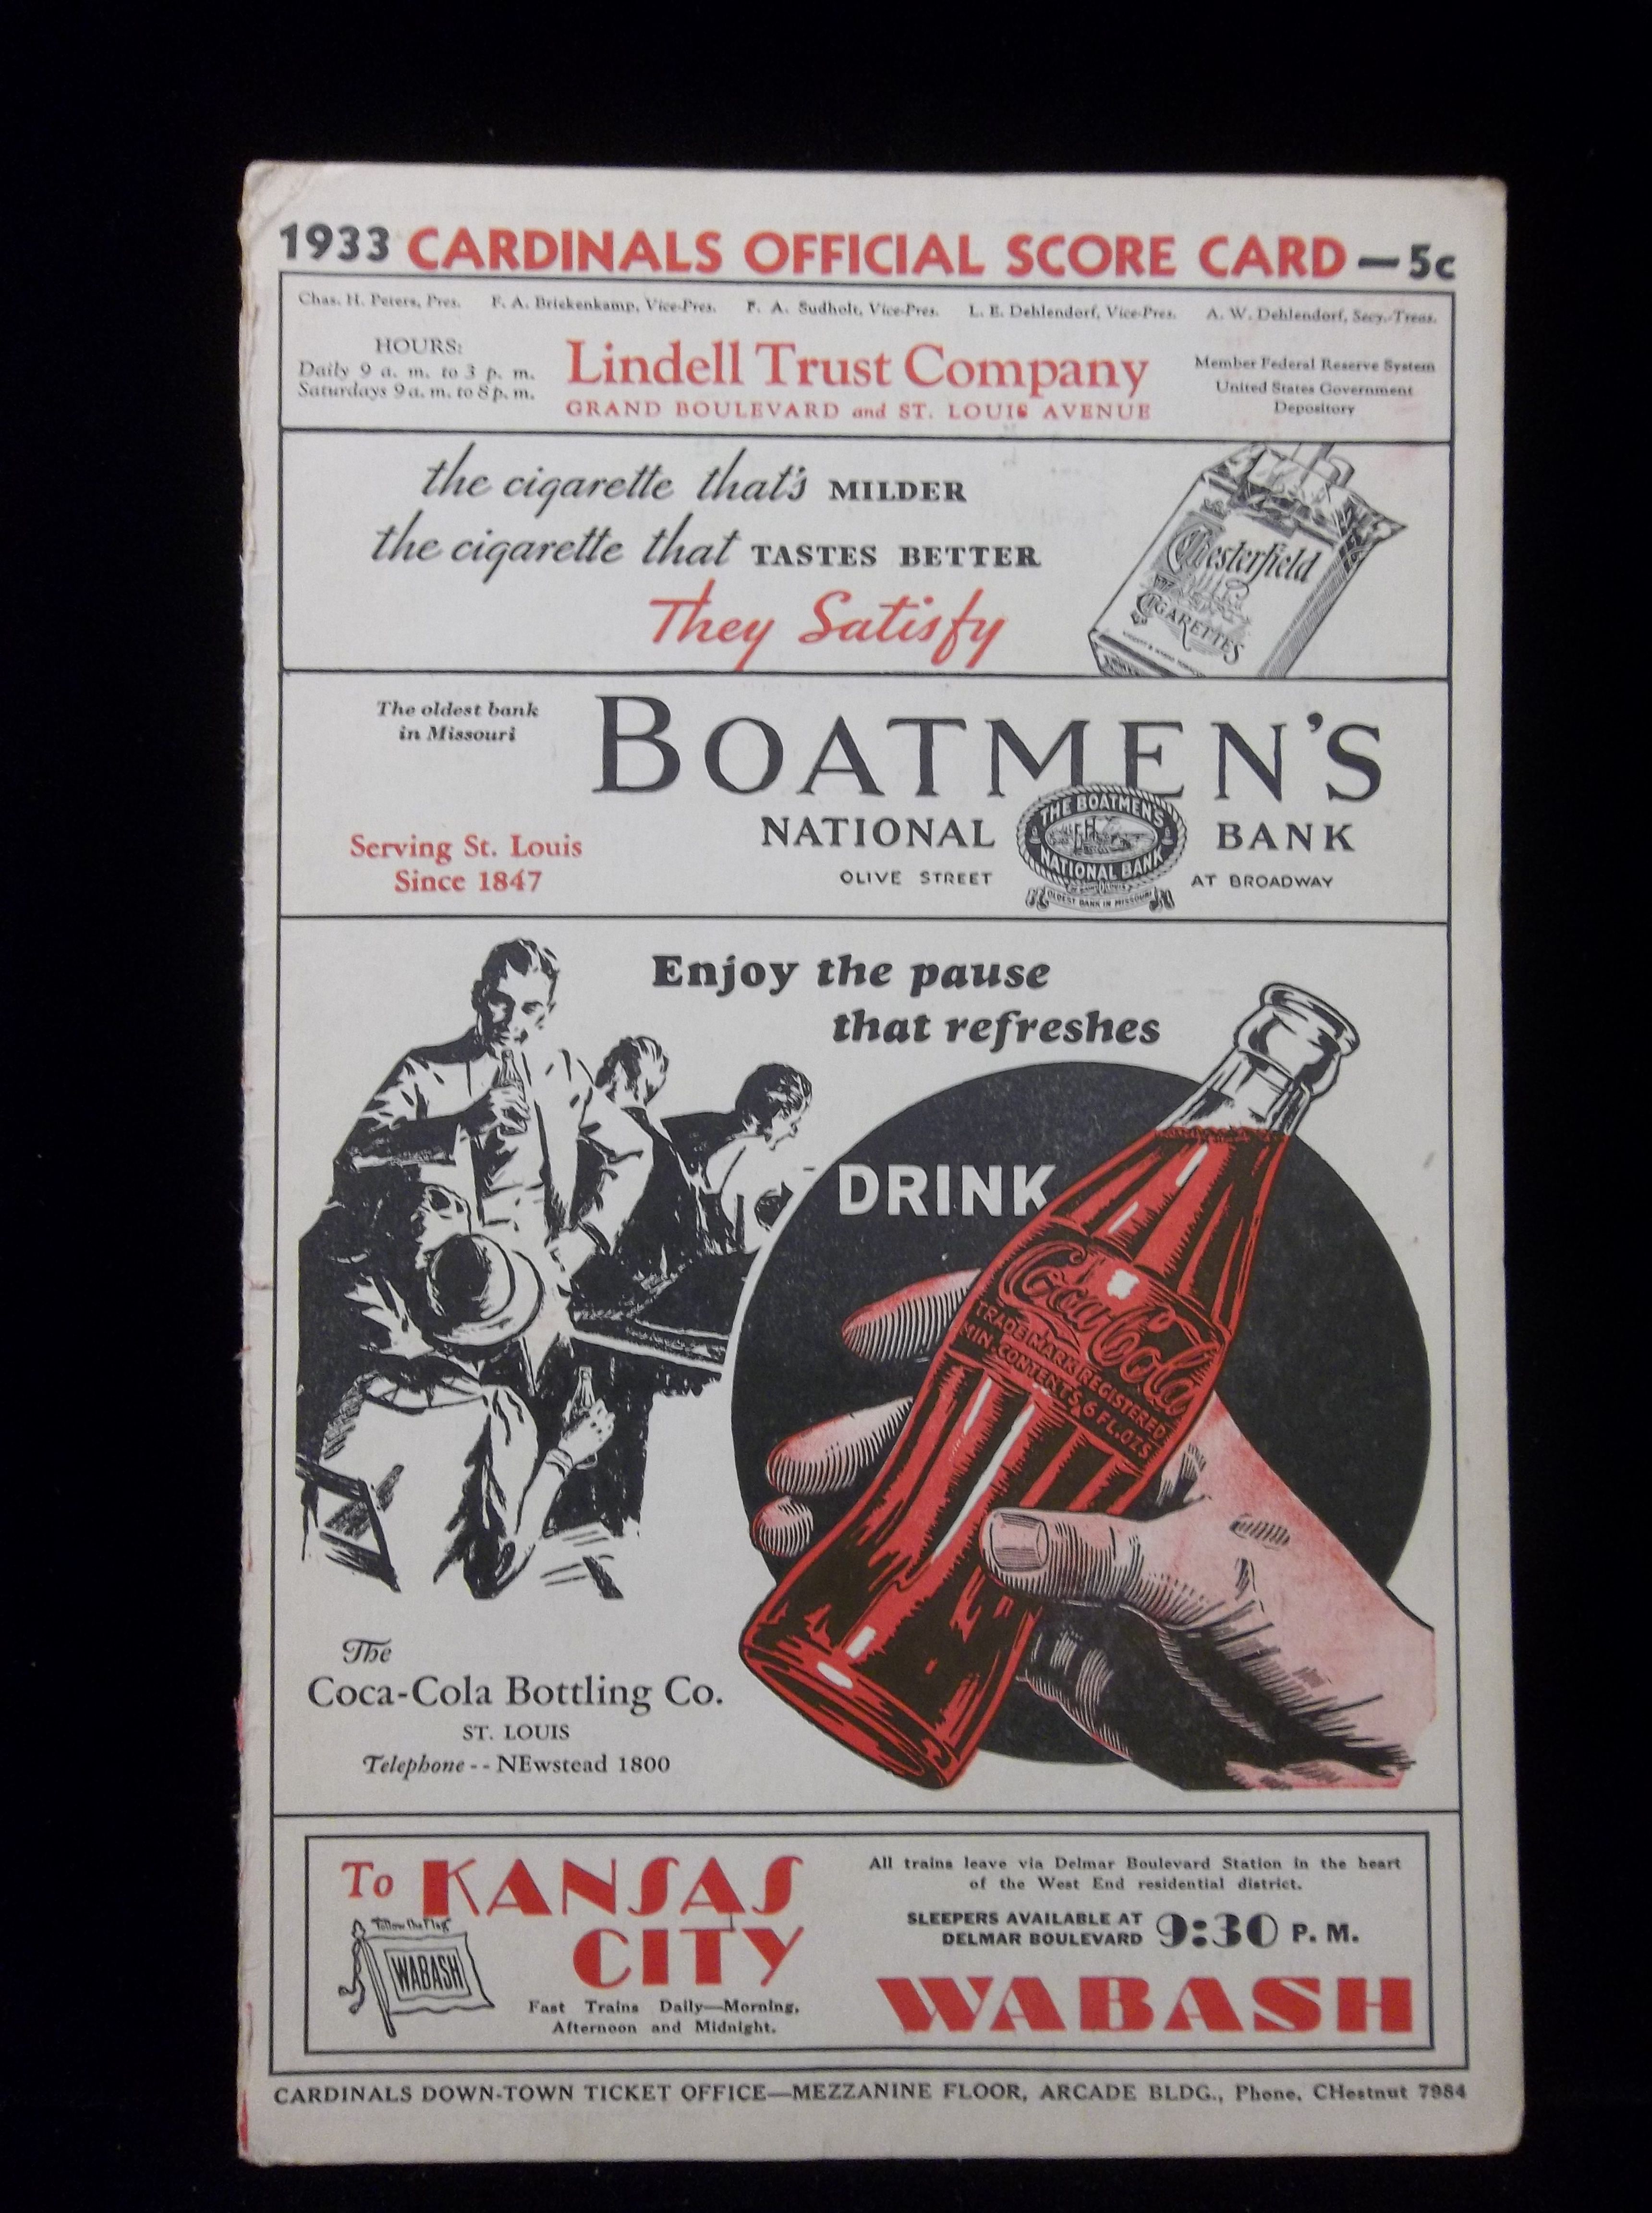 1933 CARDINALS OFFICIAL SCORE CARD — 5c
Chas. H. Peters, Pres. F. A. Brickenkamp, Vice-Pres. F. A. Sudholt, Vice-Pres. L. E. Dehlendorf, Vice-Pres. A. W. Dehlendorf, Secy.-Treas.
HOURS:
Daily 9 a. m. to 3 p. m.
Saturdays 9 a. m. to 8 p. m.
Lindell Trust Company
GRAND BOULEVARD and ST. LOUIS AVENUE
Member Federal Reserve System
United States Government
Depository
the cigarette that's MILDER
the cigarette that TASTES BETTER
They Satisfy
Chesterfield
CIGARETTES
The oldest bank
in Missouri
Serving St. Louis
Since 1847
BOATMEN'S
NATIONAL BANK
OLIVE STREET AT BROADWAY
THE BOATMEN'S
NATIONAL BANK
OLDEST BANK IN MISSOURI
Enjoy the pause
that refreshes
DRINK
Coca-Cola
TRADE MARK REGISTERED
MIN. CONTENTS 6 FL. OZS
The
Coca-Cola Bottling Co.
ST. LOUIS
Telephone -- NEwstead 1800
To KANSAS
CITY
Follow the Flag
WABASH
Fast Trains Daily—Morning,
Afternoon and Midnight.
All trains leave via Delmar Boulevard Station in the heart
of the West End residential district.
SLEEPERS AVAILABLE AT
DELMAR BOULEVARD
9:30 P. M.
WABASH
CARDINALS DOWN-TOWN TICKET OFFICE—MEZZANINE FLOOR, ARCADE BLDG., Phone, CHestnut 7984